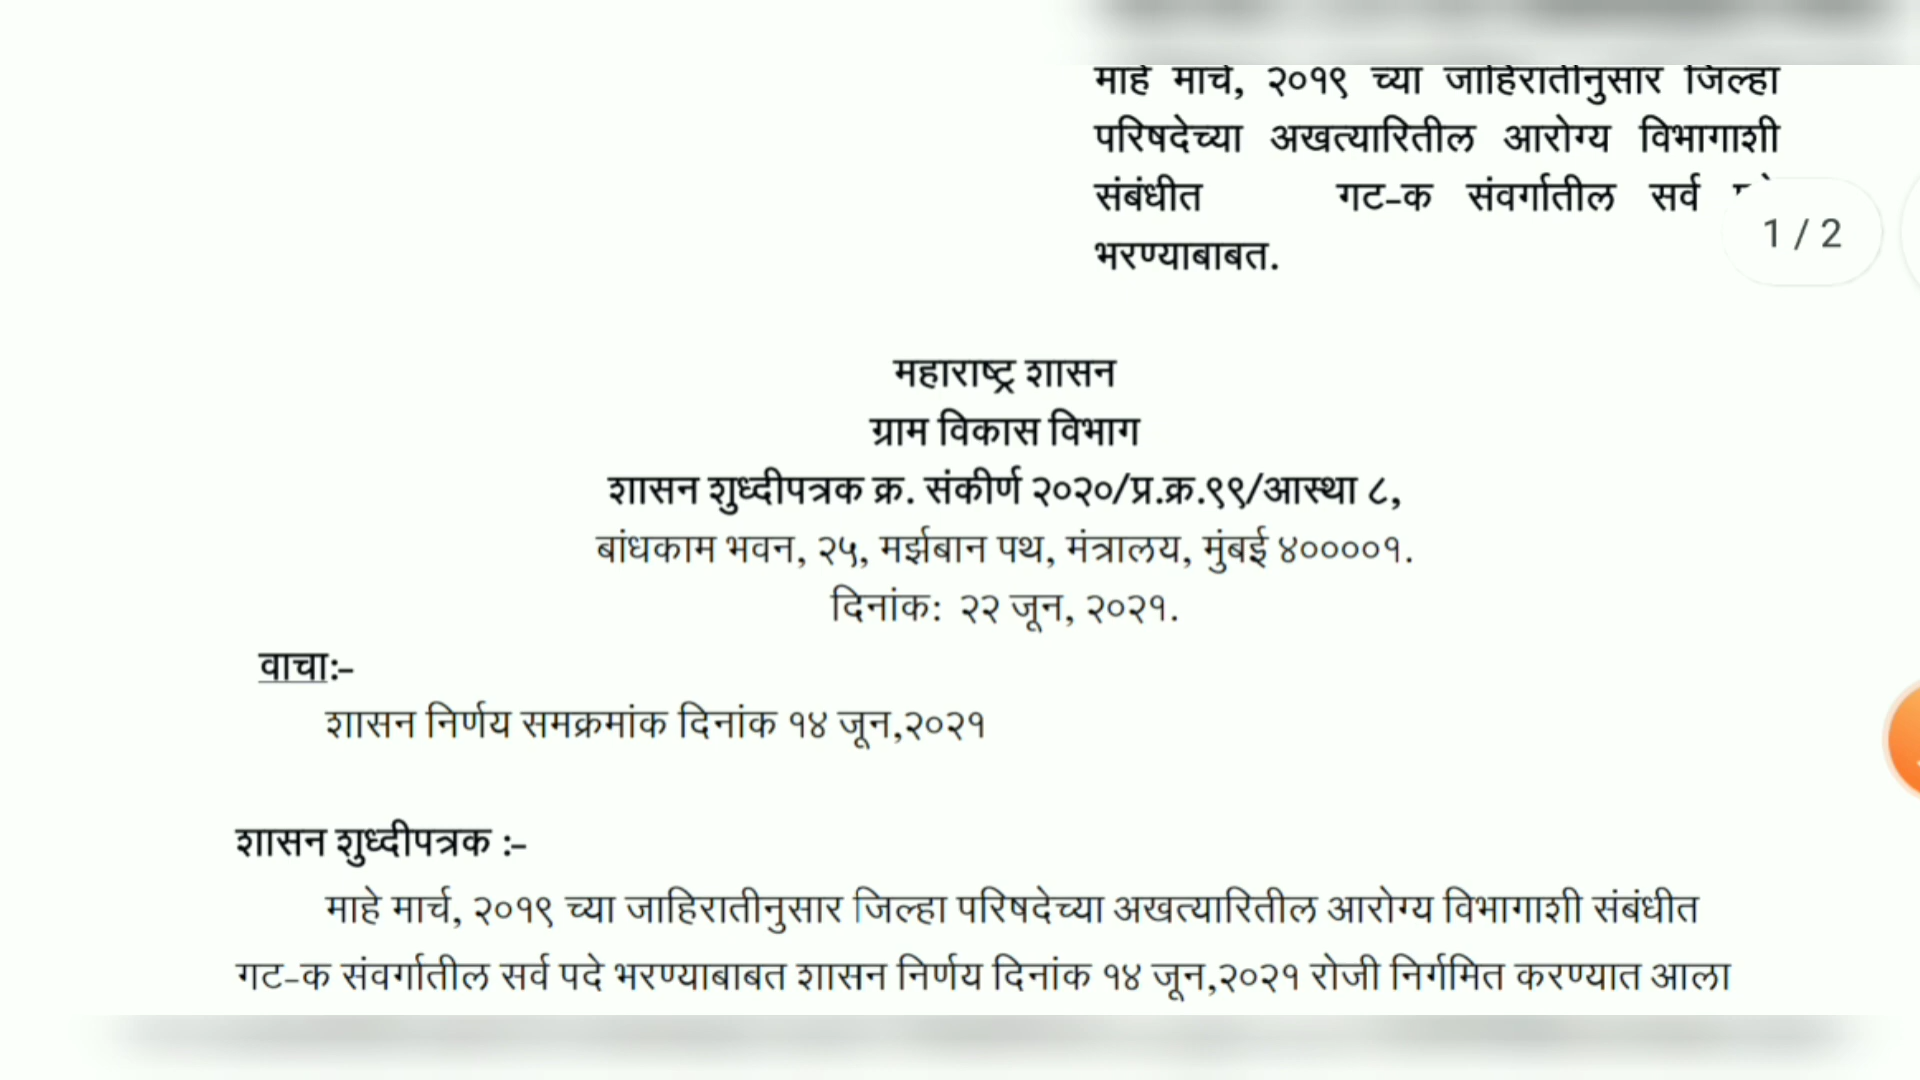 माहे मार्च, २०१९ च्या जाहिरातीनुसार जिल्हा
परिषदेच्या अखत्यारितील आरोग्य विभागाशी
संबंधीत गट-क संवर्गातील सर्व
भरण्याबाबत.
1 / 2
महाराष्ट्र शासन
ग्राम विकास विभाग
शासन शुध्दीपत्रक क्र. संकीर्ण २०२०/प्र.क्र.९९/आस्था ८,
बांधकाम भवन, २५, मर्झबान पथ, मंत्रालय, मुंबई ४००००१.
दिनांक: २२ जून, २०२१.
वाचा:-
शासन निर्णय समक्रमांक दिनांक १४ जून,२०२१
शासन शुध्दीपत्रक :-
माहे मार्च, २०१९ च्या जाहिरातीनुसार जिल्हा परिषदेच्या अखत्यारितील आरोग्य विभागाशी संबंधीत
गट-क संवर्गातील सर्व पदे भरण्याबाबत शासन निर्णय दिनांक १४ जून,२०२१ रोजी निर्गमित करण्यात आला